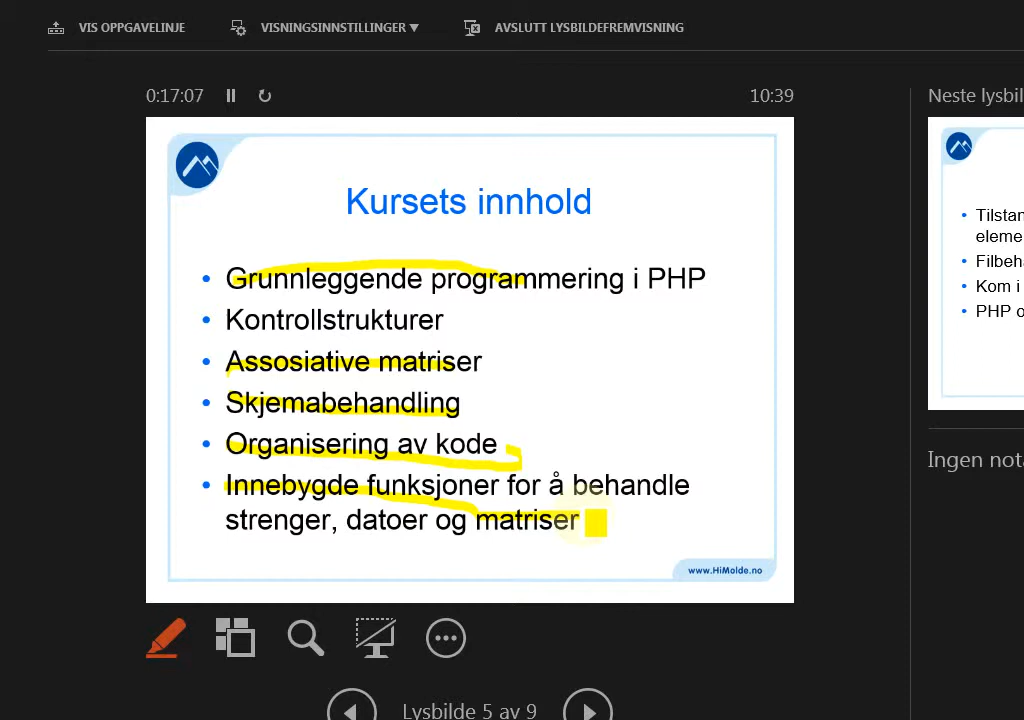 VIS OPPGAVELINJE VISNINGSINNSTILLINGER AVSLUTT LYSBILDEFREMVISNING
0:17:07 10:39
Kursets innhold
• Grunnleggende programmering i PHP
• Kontrollstrukturer
• Assosiative matriser
• Skjemabehandling
• Organisering av kode
• Innebygde funksjoner for å behandle
strenger, datoer og matriser
www.HiMolde.no
Lysbilde 5 av 9
Neste lysbil
• Tilstan
eleme
• Filbeh
• Kom i
• PHP o
Ingen nota